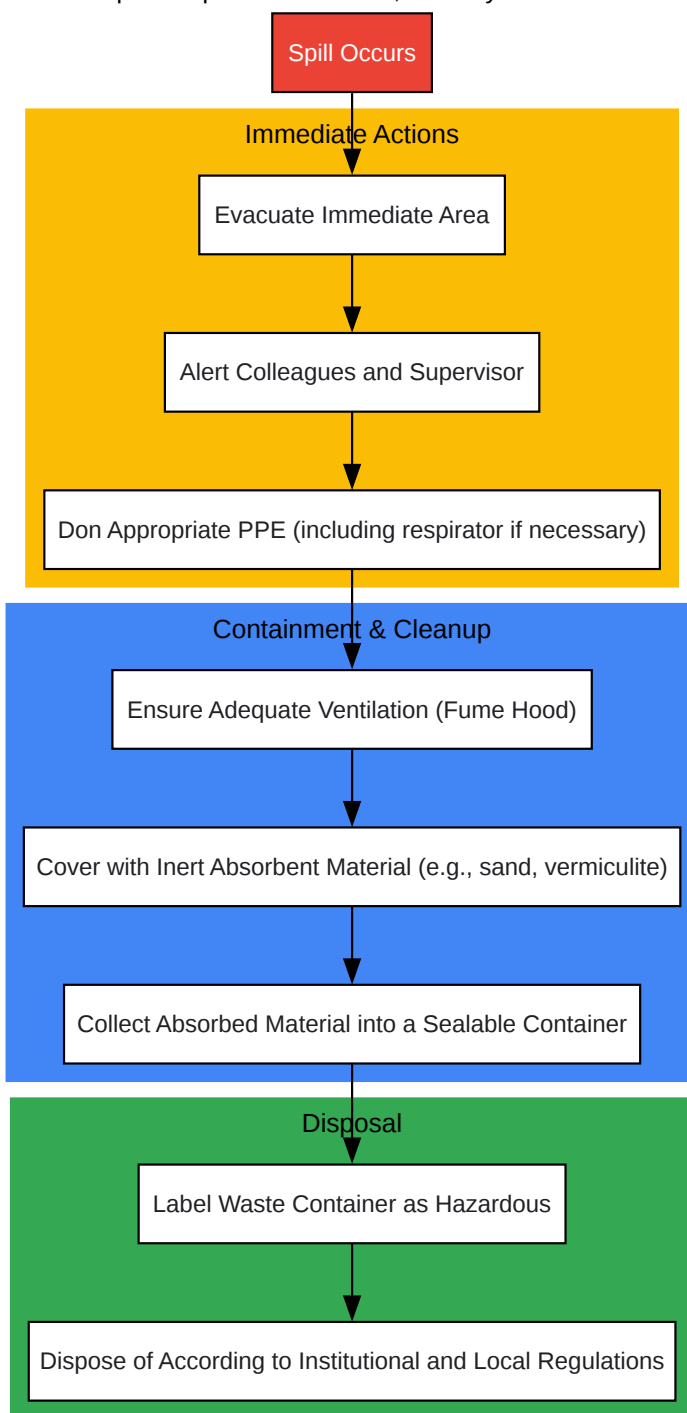 Spill Occurs
Immediate Actions
Evacuate Immediate Area
Alert Colleagues and Supervisor
Don Appropriate PPE (including respirator if necessary)
Containment & Cleanup
Ensure Adequate Ventilation (Fume Hood)
Cover with Inert Absorbent Material (e.g., sand, vermiculite)
Collect Absorbed Material into a Sealable Container
Disposal
Label Waste Container as Hazardous
Dispose of According to Institutional and Local Regulations